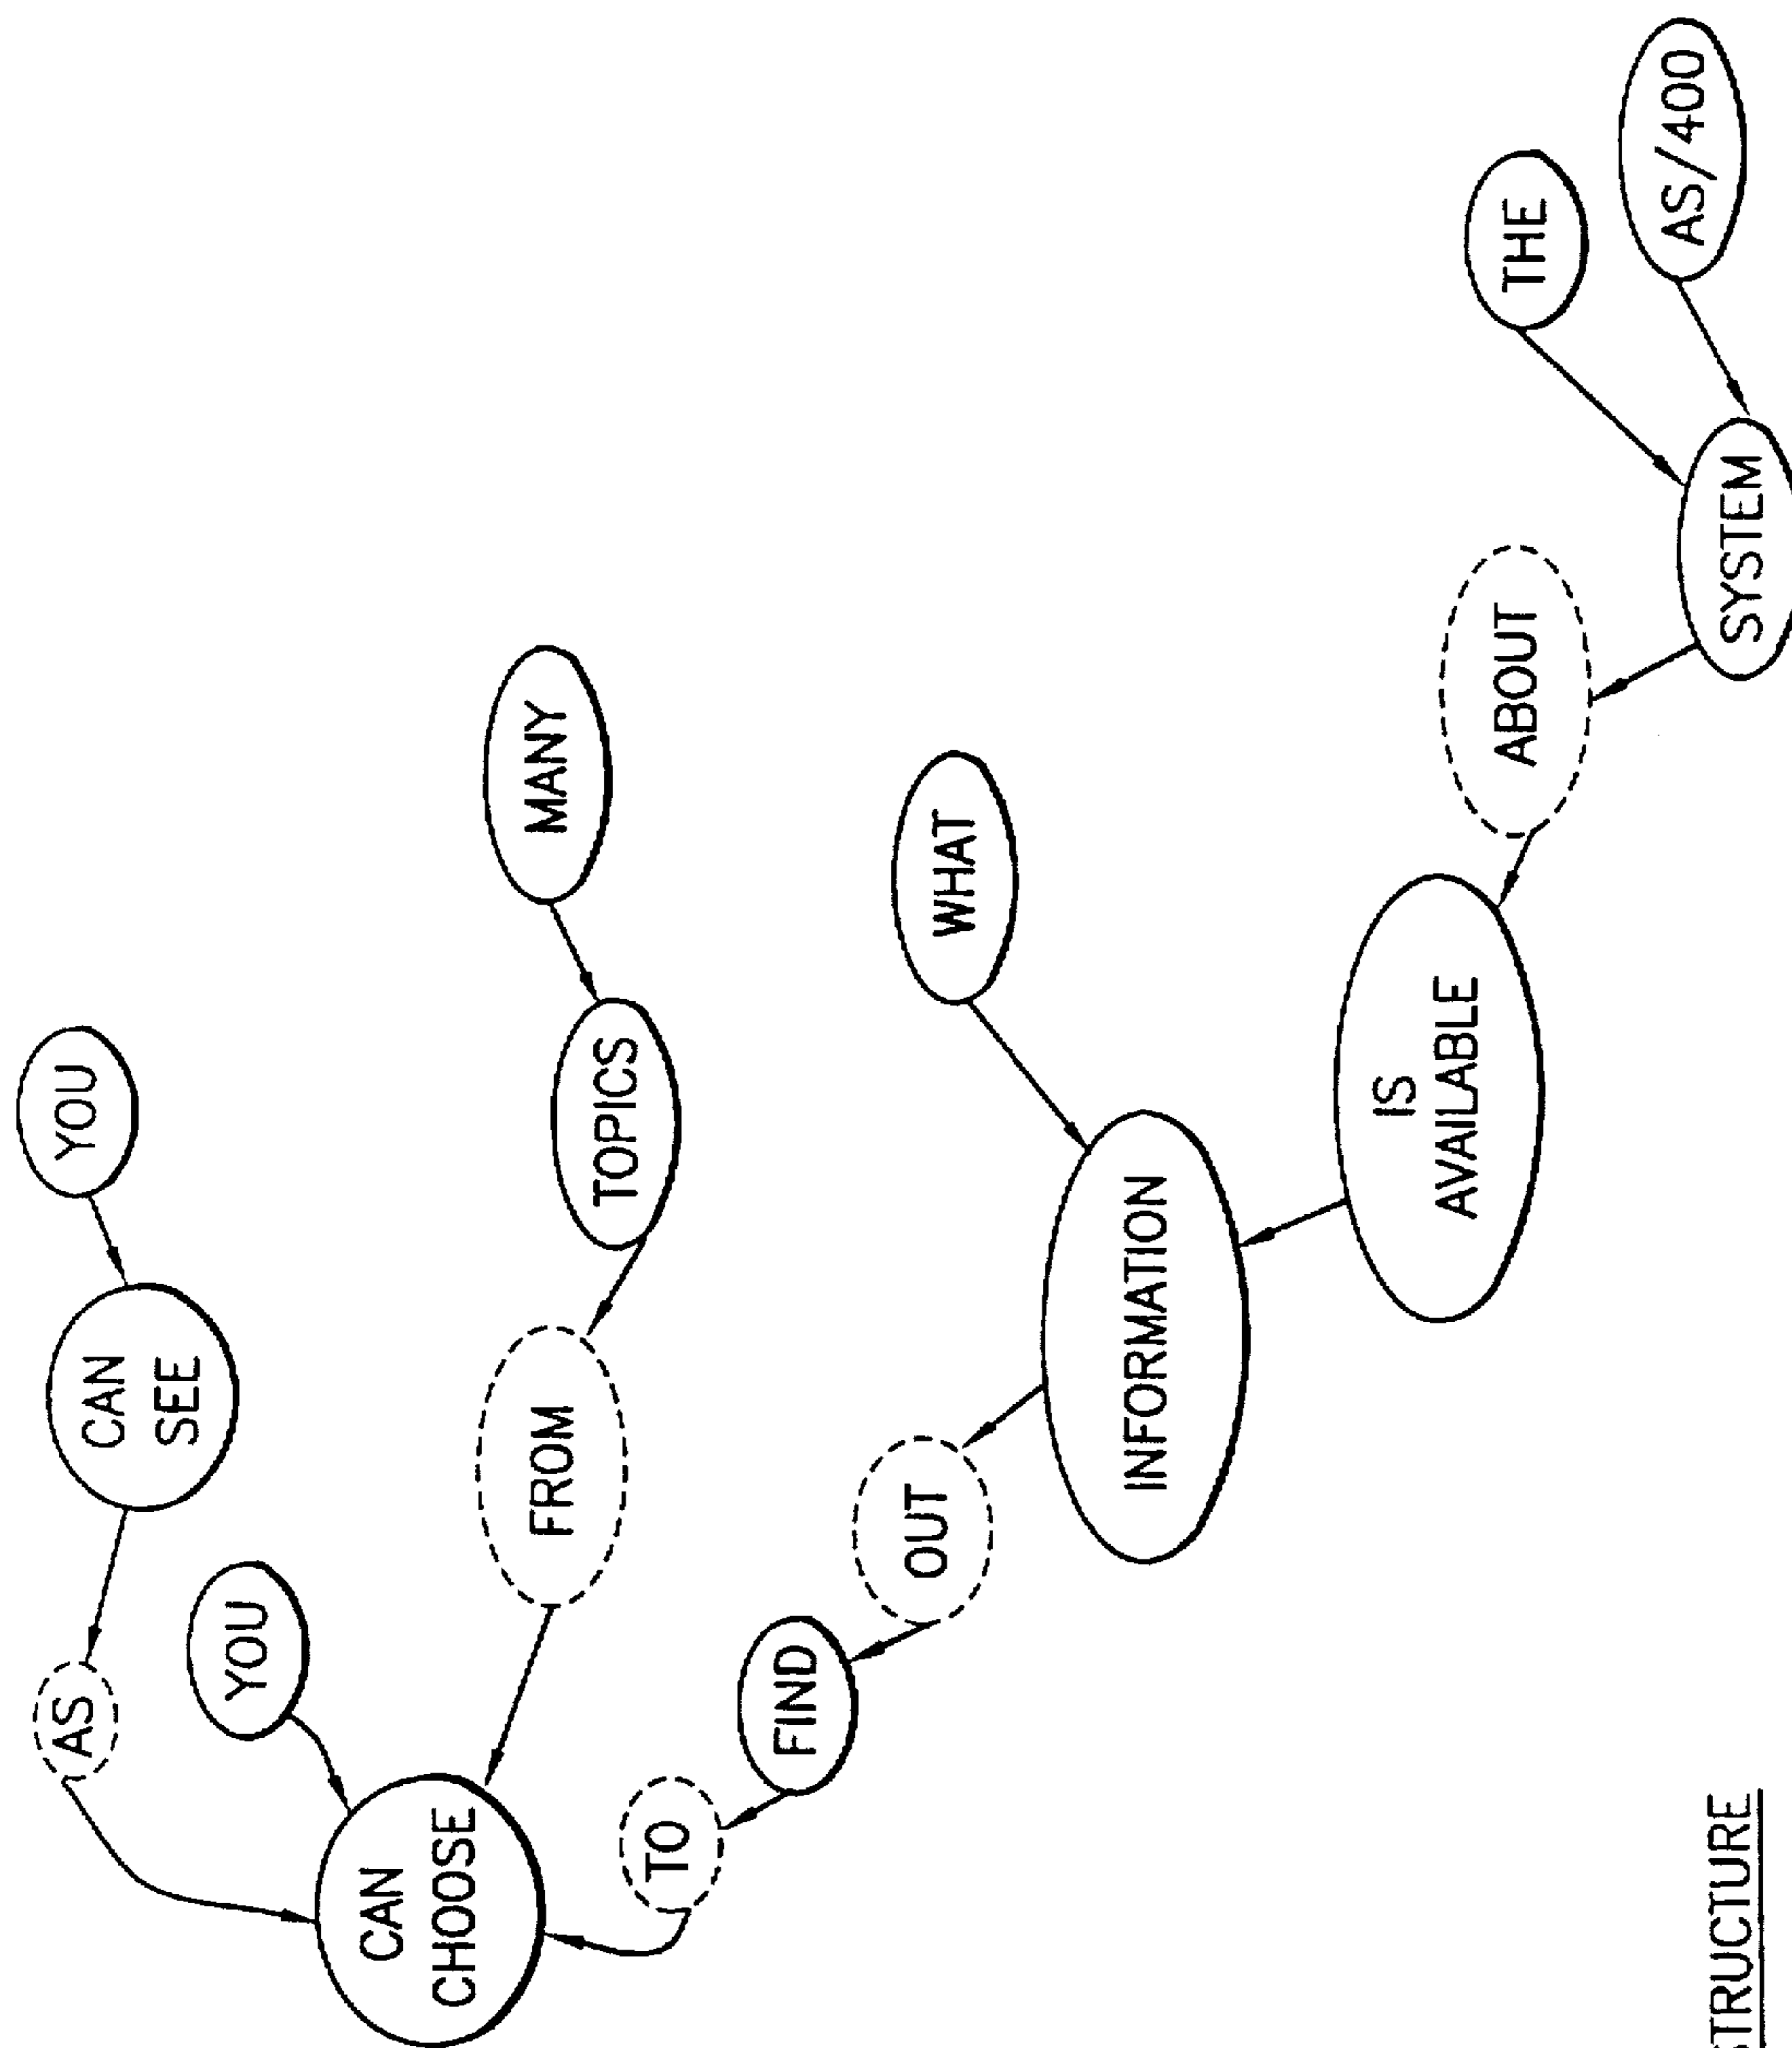 YOU
CAN
SEE
AS
YOU
CAN
CHOOSE
MANY
TOPICS
FROM
TO
FIND
OUT
WHAT
INFORMATION
IS
AVAILABLE
ABOUT
THE
AS/400
SYSTEM
STRUCTURE